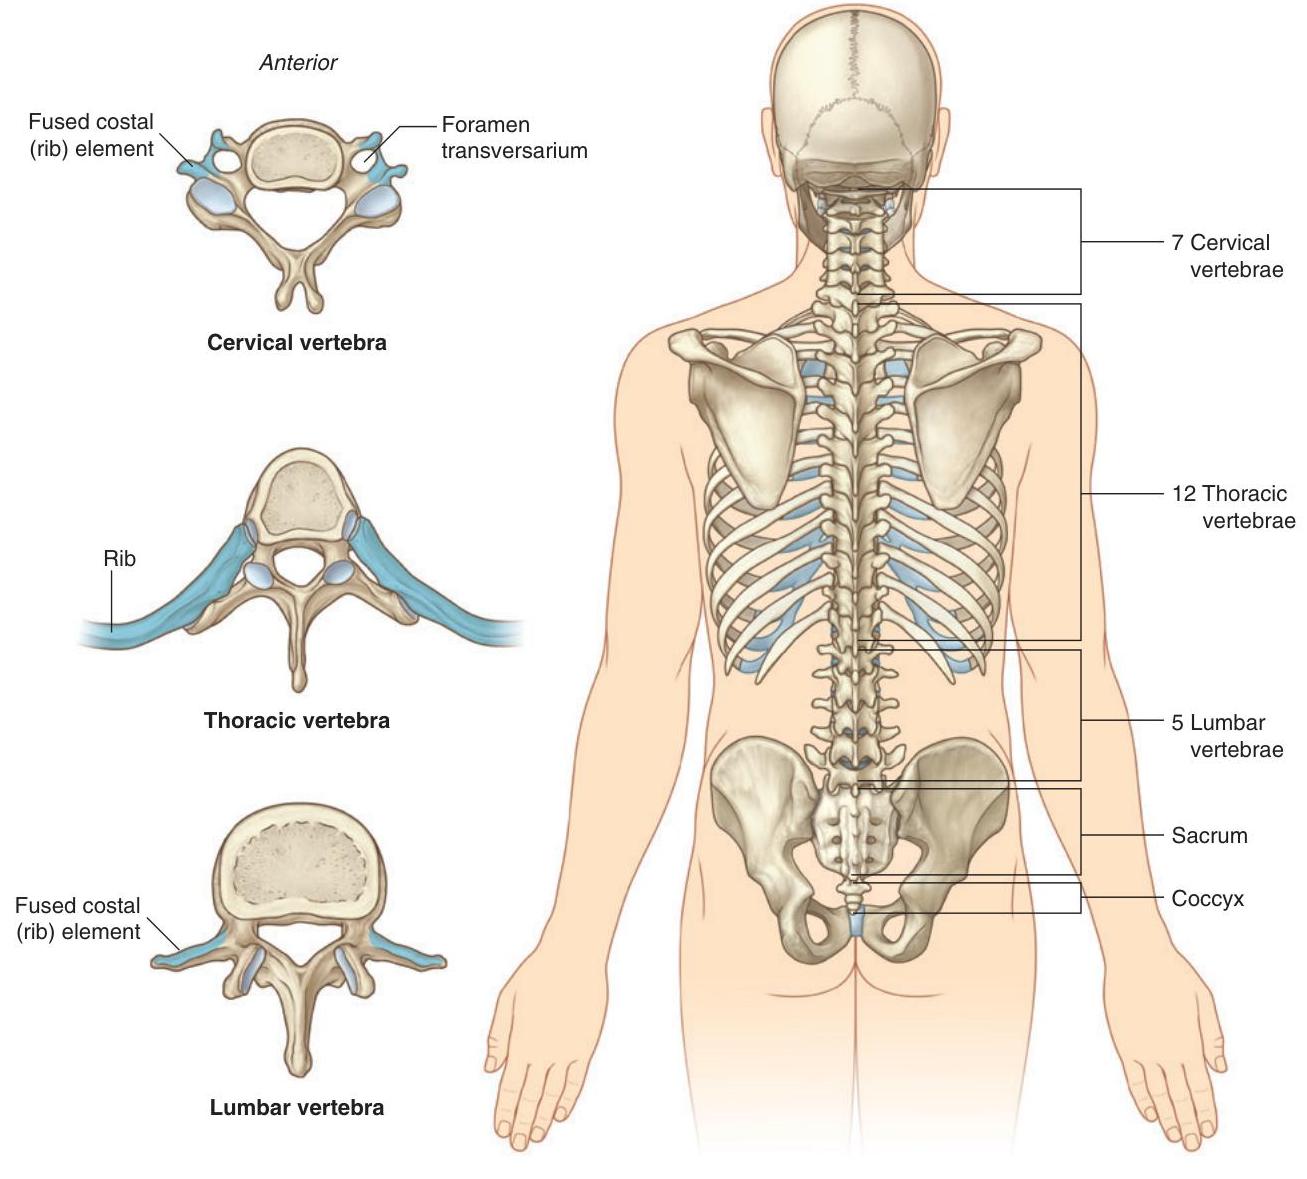 Anterior
Fused costal
(rib) element
Foramen
transversarium
Cervical vertebra
Rib
Thoracic vertebra
Fused costal
(rib) element
Lumbar vertebra
7 Cervical
vertebrae
12 Thoracic
vertebrae
5 Lumbar
vertebrae
Sacrum
Coccyx